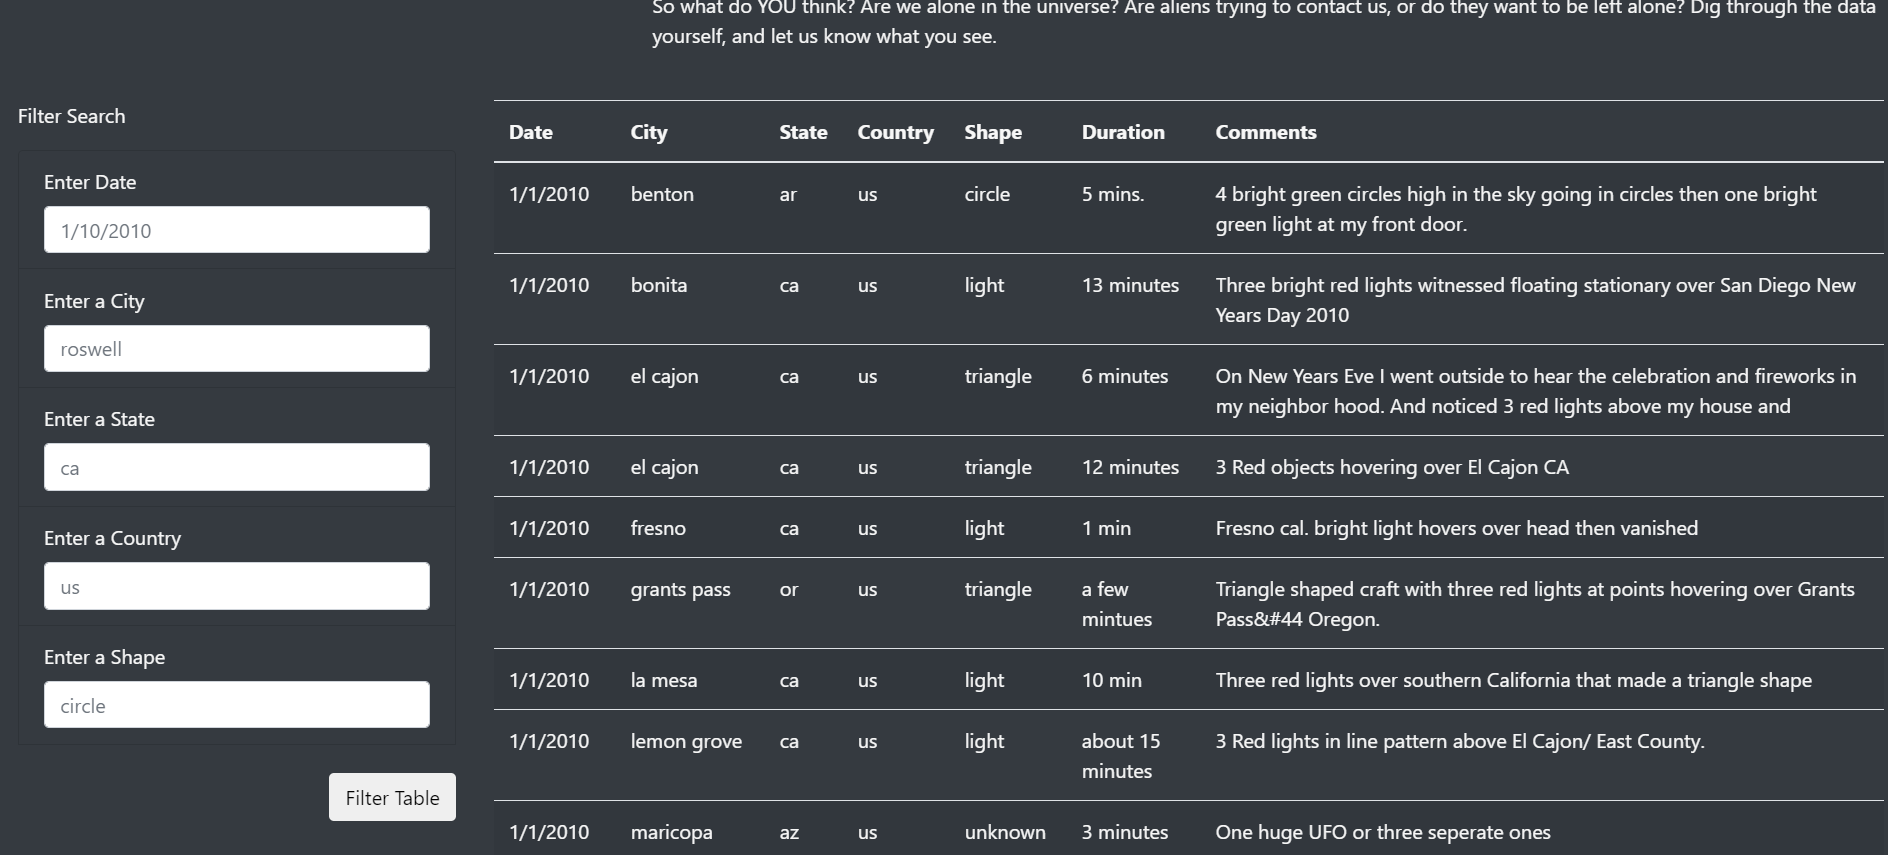 So what do YOU think? Are we alone in the universe? Are aliens trying to contact us, or do they want to be left alone? Dig through the data
yourself, and let us know what you see.
Filter Search
Enter Date
1/10/2010
Enter a City
roswell
Enter a State
ca
Enter a Country
us
Enter a Shape
circle
Filter Table
Date City State Country Shape Duration Comments
1/1/2010 benton ar us circle 5 mins. 4 bright green circles high in the sky going in circles then one bright
green light at my front door.
1/1/2010 bonita ca us light 13 minutes Three bright red lights witnessed floating stationary over San Diego New
Years Day 2010
1/1/2010 el cajon ca us triangle 6 minutes On New Years Eve I went outside to hear the celebration and fireworks in
my neighbor hood. And noticed 3 red lights above my house and
1/1/2010 el cajon ca us triangle 12 minutes 3 Red objects hovering over El Cajon CA
1/1/2010 fresno ca us light 1 min Fresno cal. bright light hovers over head then vanished
1/1/2010 grants pass or us triangle a few Triangle shaped craft with three red lights at points hovering over Grants
mintues Pass&#44 Oregon.
1/1/2010 la mesa ca us light 10 min Three red lights over southern California that made a triangle shape
1/1/2010 lemon grove ca us light about 15 3 Red lights in line pattern above El Cajon/ East County.
minutes
1/1/2010 maricopa az us unknown 3 minutes One huge UFO or three seperate ones